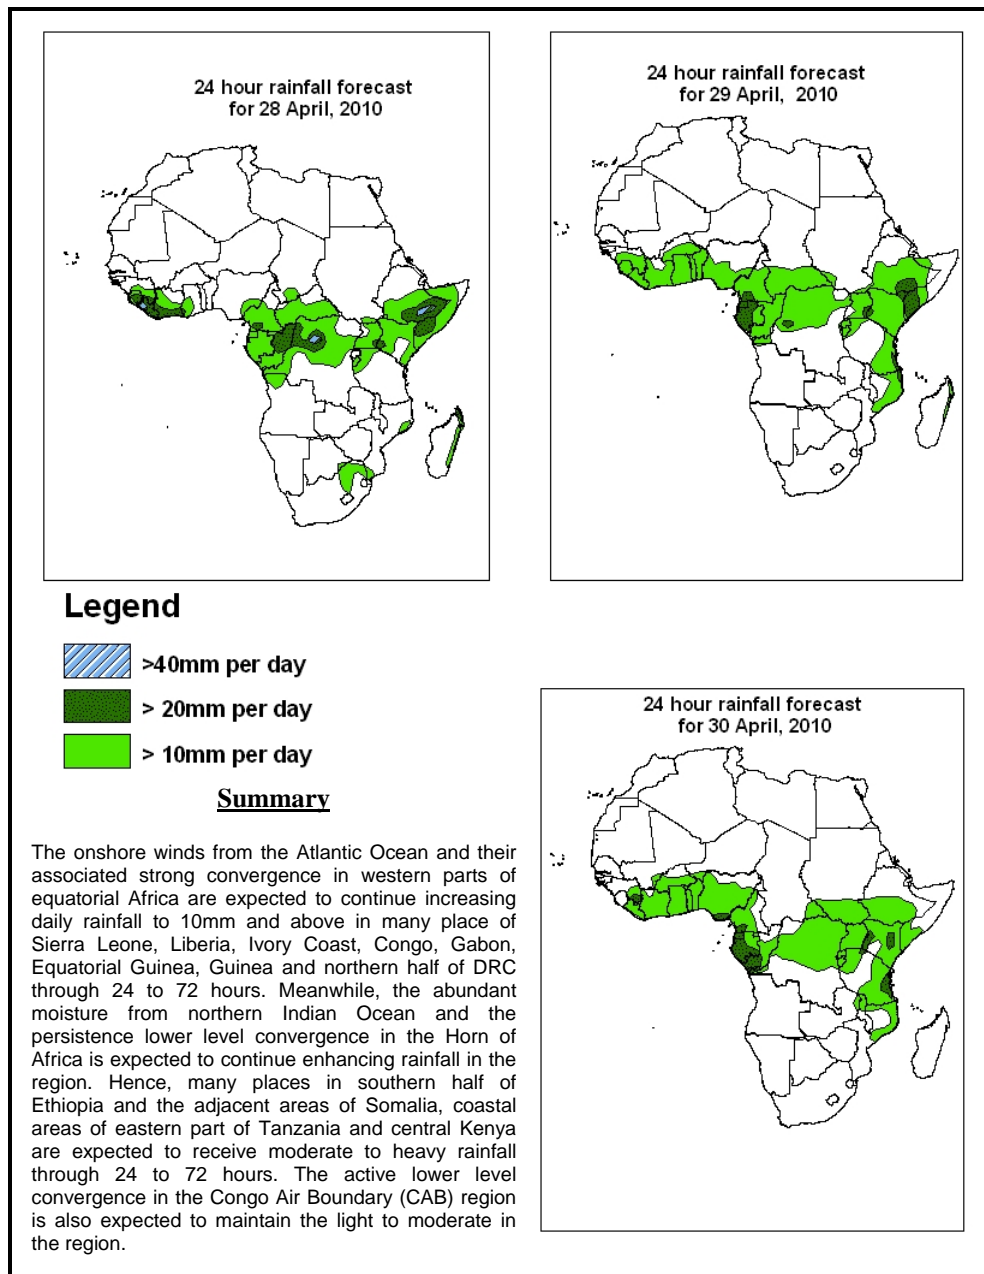 24 hour rainfall forecast
for 28 April, 2010
24 hour rainfall forecast
for 29 April, 2010
Legend
>40mm per day
> 20mm per day
> 10mm per day
24 hour rainfall forecast
for 30 April, 2010
Summary
The onshore winds from the Atlantic Ocean and their
associated strong convergence in western parts of
equatorial Africa are expected to continue increasing
daily rainfall to 10mm and above in many place of
Sierra Leone, Liberia, Ivory Coast, Congo, Gabon,
Equatorial Guinea, Guinea and northern half of DRC
through 24 to 72 hours. Meanwhile, the abundant
moisture from northern Indian Ocean and the
persistence lower level convergence in the Horn of
Africa is expected to continue enhancing rainfall in the
region. Hence, many places in southern half of
Ethiopia and the adjacent areas of Somalia, coastal
areas of eastern part of Tanzania and central Kenya
are expected to receive moderate to heavy rainfall
through 24 to 72 hours. The active lower level
convergence in the Congo Air Boundary (CAB) region
is also expected to maintain the light to moderate in
the region.